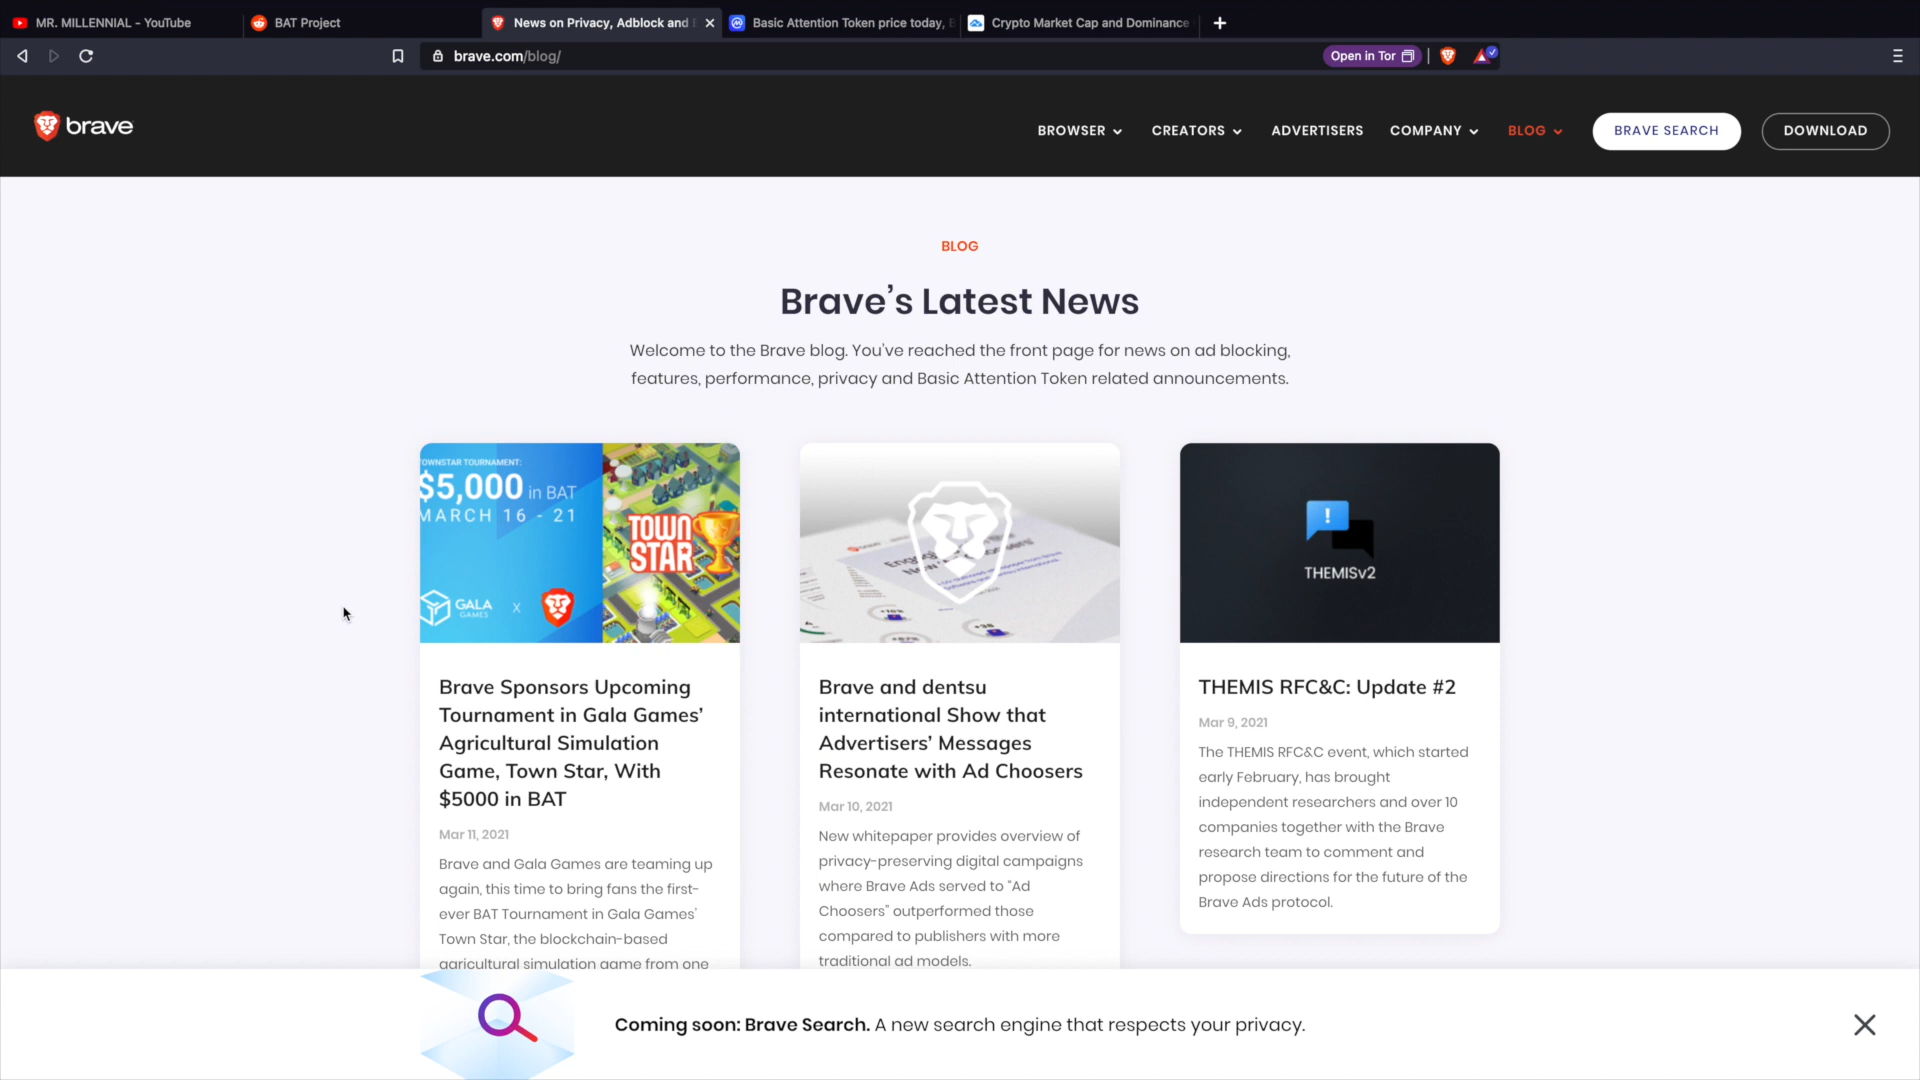 MR. MILLENNIAL - YouTube
BAT Project
News on Privacy, Adblock and
Basic Attention Token price today,
Crypto Market Cap and Dominance
brave.com/blog/
Open in Tor
brave
BROWSER
CREATORS
ADVERTISERS
COMPANY
BLOG
BRAVE SEARCH
DOWNLOAD
BLOG
Brave’s Latest News
Welcome to the Brave blog. You’ve reached the front page for news on ad blocking,
features, performance, privacy and Basic Attention Token related announcements.
TOWNSTAR TOURNAMENT:
$5,000 in BAT
MARCH 16 - 21
TOWN
STAR
GALA
GAMES
X
Brave Sponsors Upcoming
Tournament in Gala Games’
Agricultural Simulation
Game, Town Star, With
$5000 in BAT
Mar 11, 2021
Brave and Gala Games are teaming up
again, this time to bring fans the first-
ever BAT Tournament in Gala Games’
Town Star, the blockchain-based
agricultural simulation game from one
Brave and dentsu
international Show that
Advertisers’ Messages
Resonate with Ad Choosers
Mar 10, 2021
New whitepaper provides overview of
privacy-preserving digital campaigns
where Brave Ads served to “Ad
Choosers” outperformed those
compared to publishers with more
traditional ad models.
THEMISv2
THEMIS RFC&C: Update #2
Mar 9, 2021
The THEMIS RFC&C event, which started
early February, has brought
independent researchers and over 10
companies together with the Brave
research team to comment and
propose directions for the future of the
Brave Ads protocol.
Coming soon: Brave Search. A new search engine that respects your privacy.